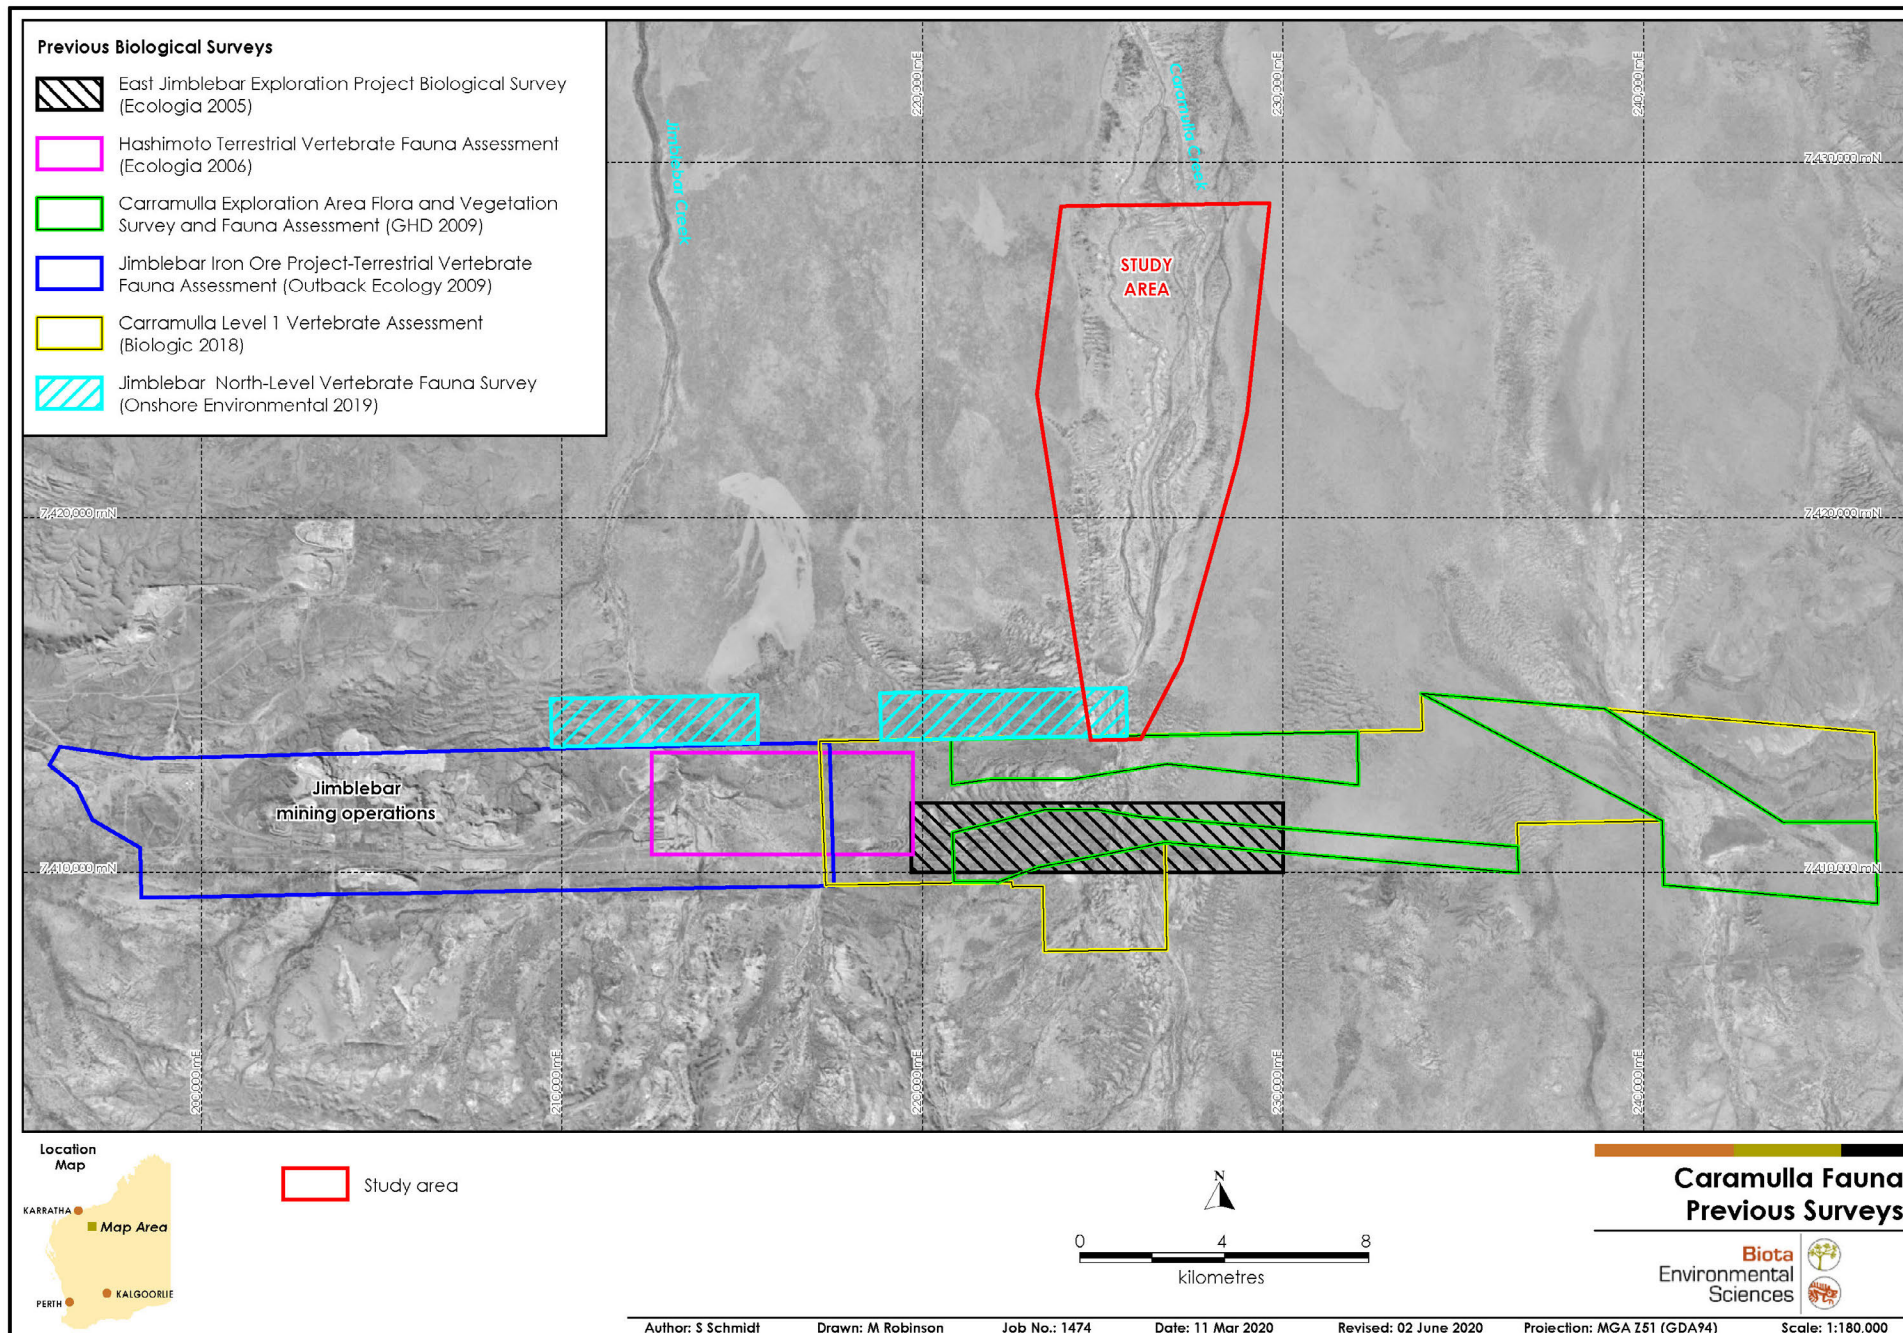 Previous Biological Surveys
East Jimblebar Exploration Project Biological Survey
(Ecologia 2005)
Hashimoto Terrestrial Vertebrate Fauna Assessment
(Ecologia 2006)
Carramulla Exploration Area Flora and Vegetation
Survey and Fauna Assessment (GHD 2009)
Jimblebar Iron Ore Project-Terrestrial Vertebrate
Fauna Assessment (Outback Ecology 2009)
Carramulla Level 1 Vertebrate Assessment
(Biologic 2018)
Jimblebar North-Level Vertebrate Fauna Survey
(Onshore Environmental 2019)
220,000 mE
230,000 mE
240,000 mE
Jimblebar Creek
Caramulla Creek
7,430,000 mN
STUDY
AREA
7,420,000 mN
7,420,000 mN
Jimblebar
mining operations
7,410,000 mN
7,410,000 mN
200,000 mE
210,000 mE
220,000 mE
230,000 mE
240,000 mE
Location
Map
KARRATHA
Map Area
KALGOORLIE
PERTH
Study area
N
0 4 8
kilometres
Caramulla Fauna
Previous Surveys
Biota
Environmental
Sciences
Author: S Schmidt Drawn: M Robinson Job No.: 1474 Date: 11 Mar 2020 Revised: 02 June 2020 Projection: MGA Z51 (GDA94) Scale: 1:180,000